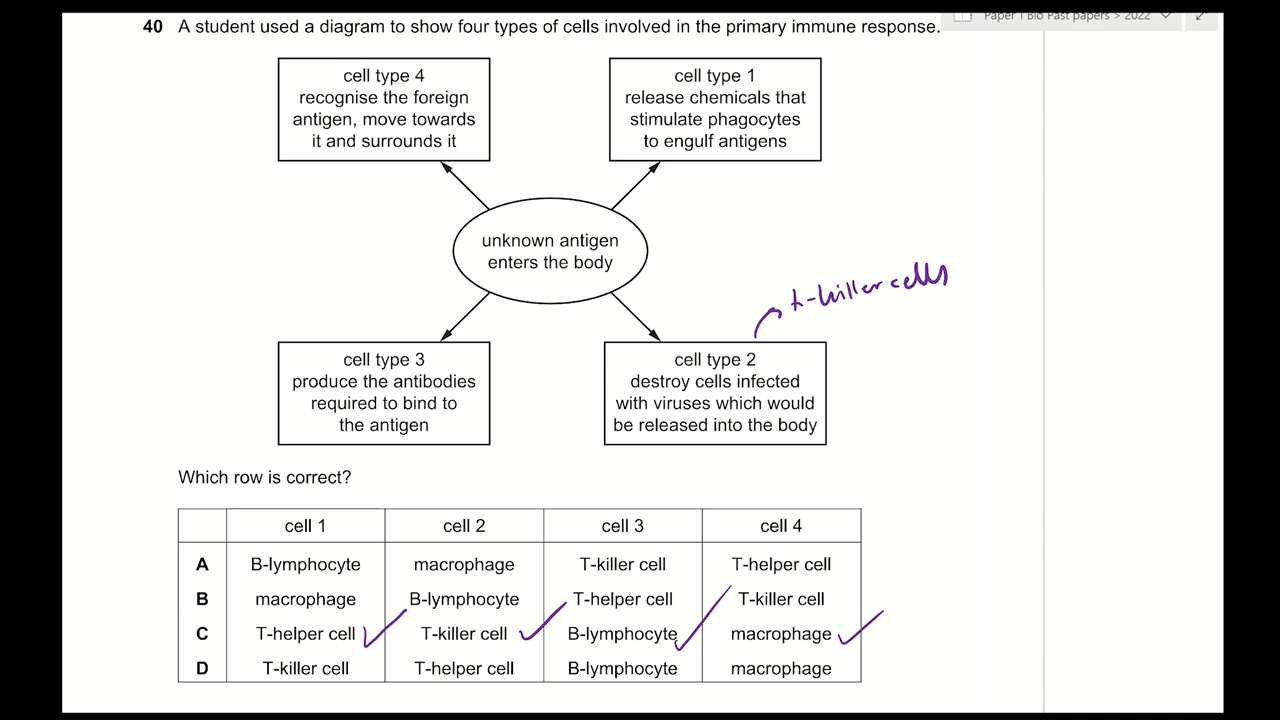 Paper 1 Bio Past papers > 2022
40 A student used a diagram to show four types of cells involved in the primary immune response.
cell type 4
recognise the foreign
antigen, move towards
it and surrounds it
cell type 1
release chemicals that
stimulate phagocytes
to engulf antigens
unknown antigen
enters the body
t-killer cells
cell type 3
produce the antibodies
required to bind to
the antigen
cell type 2
destroy cells infected
with viruses which would
be released into the body
Which row is correct?
cell 1 cell 2 cell 3 cell 4
A B-lymphocyte macrophage T-killer cell T-helper cell
B macrophage B-lymphocyte T-helper cell T-killer cell
C T-helper cell T-killer cell B-lymphocyte macrophage
D T-killer cell T-helper cell B-lymphocyte macrophage